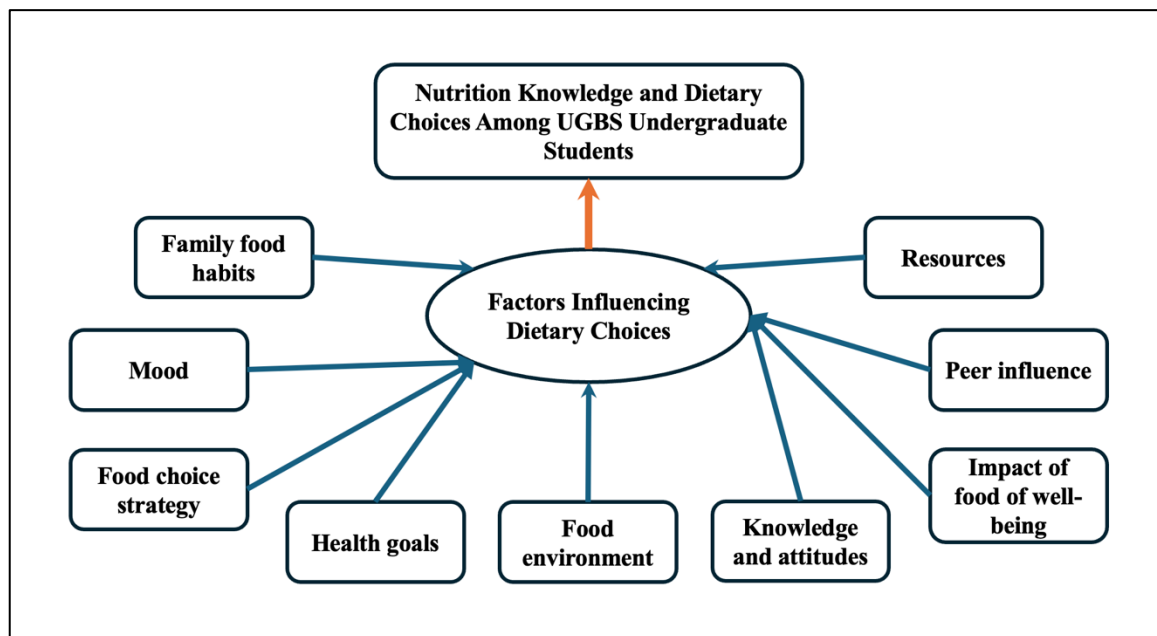 Nutrition Knowledge and Dietary
Choices Among UGBS Undergraduate
Students
Family food
habits
Resources
Factors Influencing
Dietary Choices
Mood
Peer influence
Food choice
strategy
Impact of
food of well-
being
Health goals
Food
environment
Knowledge
and attitudes